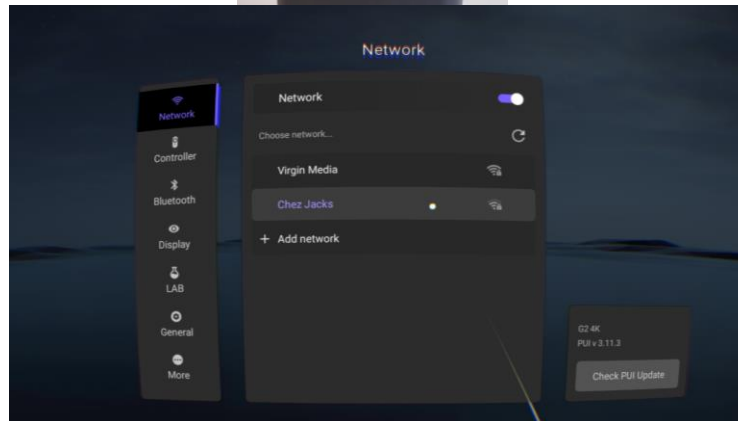 Network
Network
Controller
Bluetooth
Display
LAB
General
More
Network
Choose network...
Virgin Media
Chez Jacks
+ Add network
G2 4K
PUI v 3.11.3
Check PUI Update